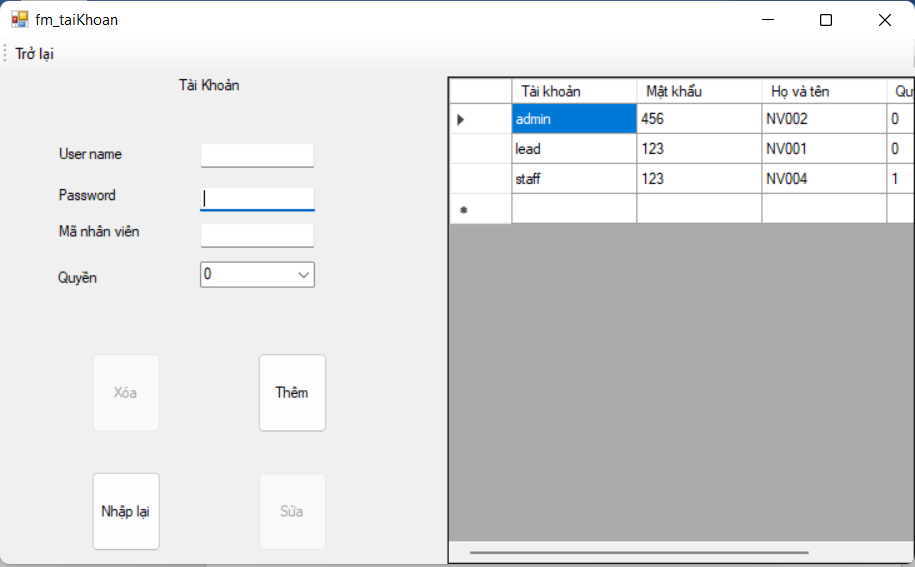 fm_taiKhoan
Trở lại
Tài Khoản
User name
Password
Mã nhân viên
Quyền
0
Xóa
Thêm
Nhập lại
Sửa
Tài khoản Mật khẩu Họ và tên Qu
admin 456 NV002 0
lead 123 NV001 0
staff 123 NV004 1